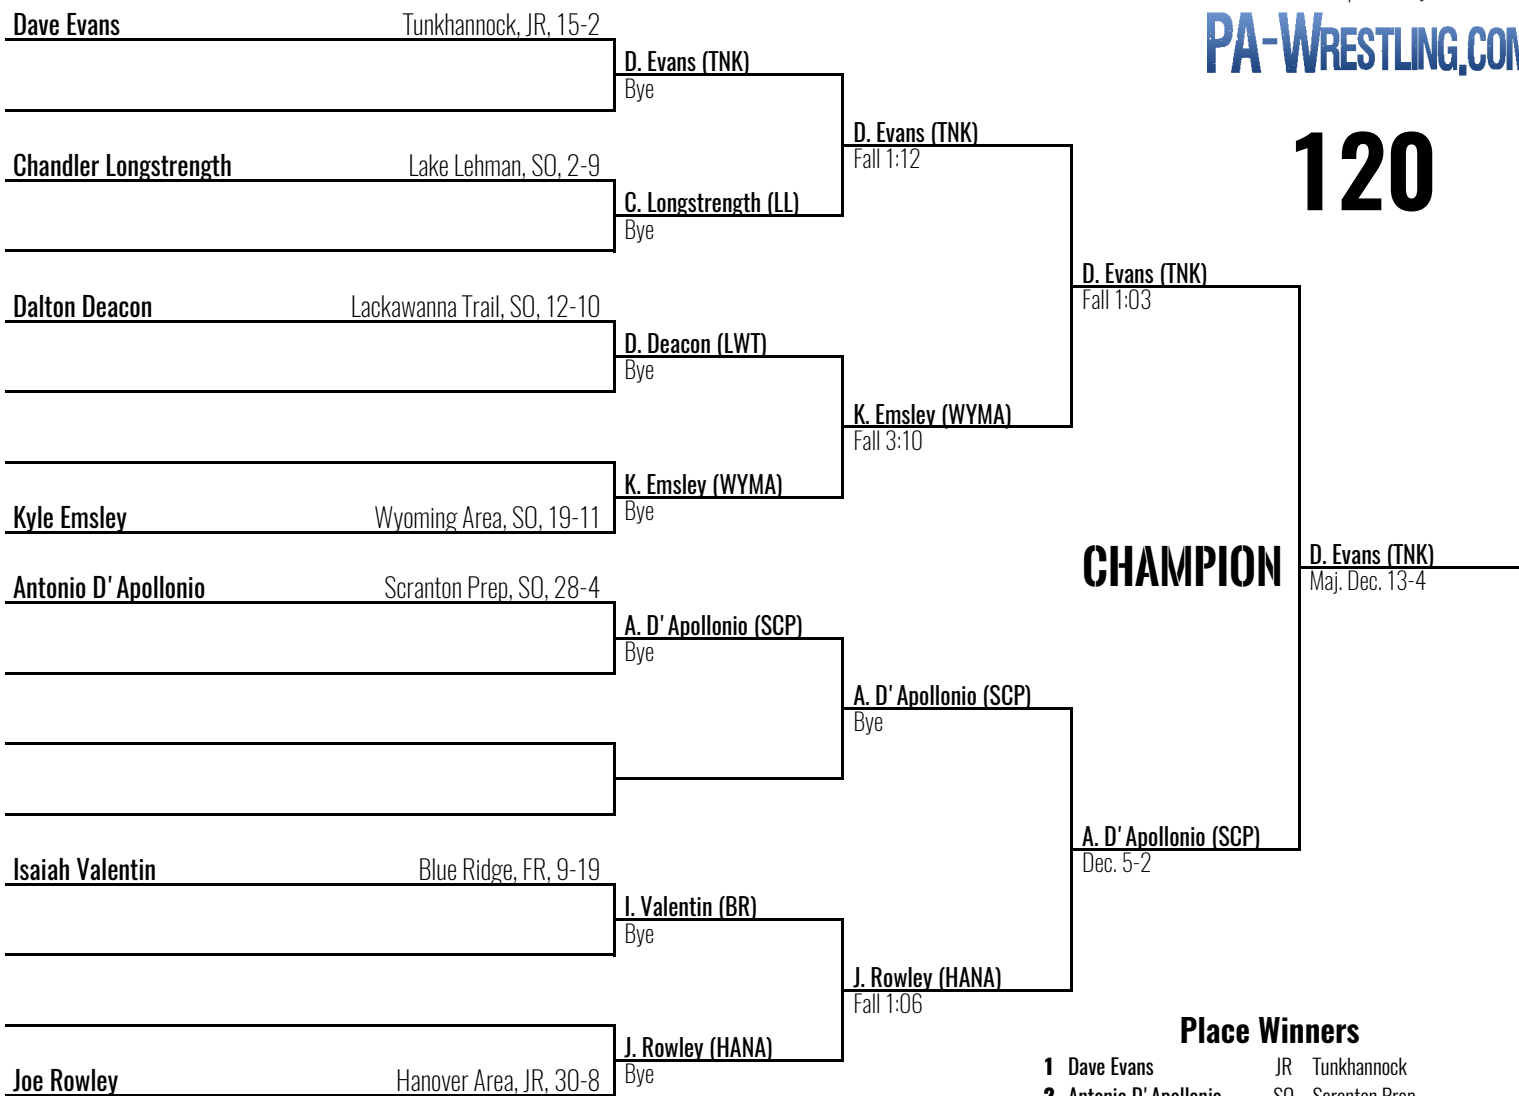 Dave Evans Tunkhannock, JR, 15-2
PA-WRESTLING.COM
D. Evans (TNK)
Bye
D. Evans (TNK)
Fall 1:12
120
Chandler Longstrength Lake Lehman, SO, 2-9
C. Longstrength (LL)
Bye
D. Evans (TNK)
Fall 1:03
Dalton Deacon Lackawanna Trail, SO, 12-10
D. Deacon (LWT)
Bye
K. Emsley (WYMA)
Fall 3:10
K. Emsley (WYMA)
Bye
Kyle Emsley Wyoming Area, SO, 19-11
CHAMPION
D. Evans (TNK)
Maj. Dec. 13-4
Antonio D'Apollonio Scranton Prep, SO, 28-4
A. D'Apollonio (SCP)
Bye
A. D'Apollonio (SCP)
Bye
A. D'Apollonio (SCP)
Dec. 5-2
Isaiah Valentin Blue Ridge, FR, 9-19
I. Valentin (BR)
Bye
J. Rowley (HANA)
Fall 1:06
J. Rowley (HANA)
Bye
Joe Rowley Hanover Area, JR, 30-8
Place Winners
1 Dave Evans JR Tunkhannock
2 Antonio D'Apollonio SO Scranton Prep